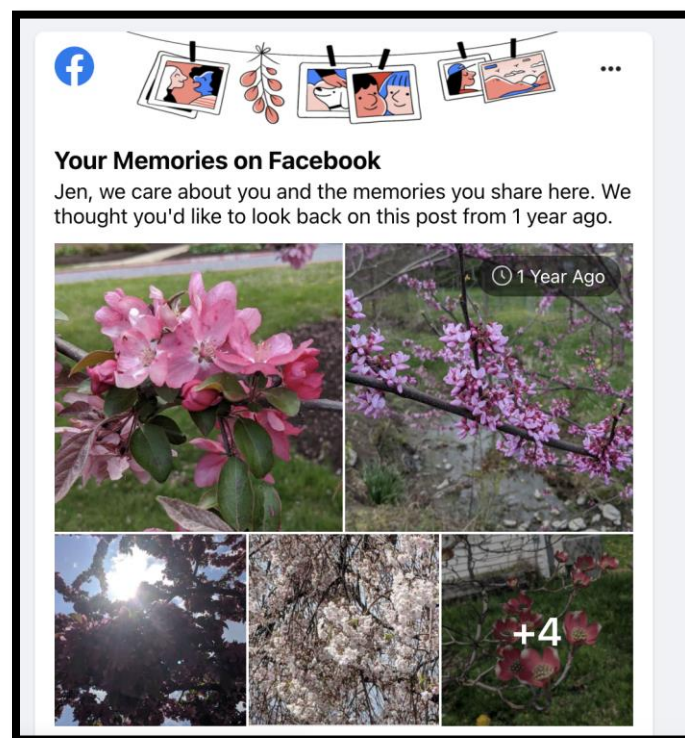 Your Memories on Facebook
Jen, we care about you and the memories you share here. We
thought you'd like to look back on this post from 1 year ago.
1 Year Ago
+4